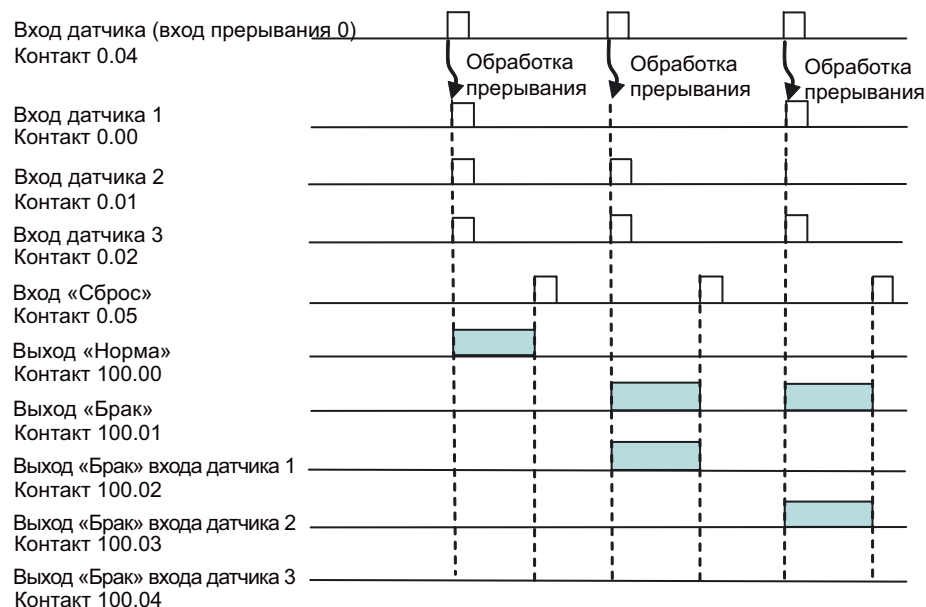 Вход датчика (вход прерывания 0)
Контакт 0.04
Обработка
прерывания
Обработка
прерывания
Обработка
прерывания
Вход датчика 1
Контакт 0.00
Вход датчика 2
Контакт 0.01
Вход датчика 3
Контакт 0.02
Вход «Сброс»
Контакт 0.05
Выход «Норма»
Контакт 100.00
Выход «Брак»
Контакт 100.01
Выход «Брак» входа датчика 1
Контакт 100.02
Выход «Брак» входа датчика 2
Контакт 100.03
Выход «Брак» входа датчика 3
Контакт 100.04